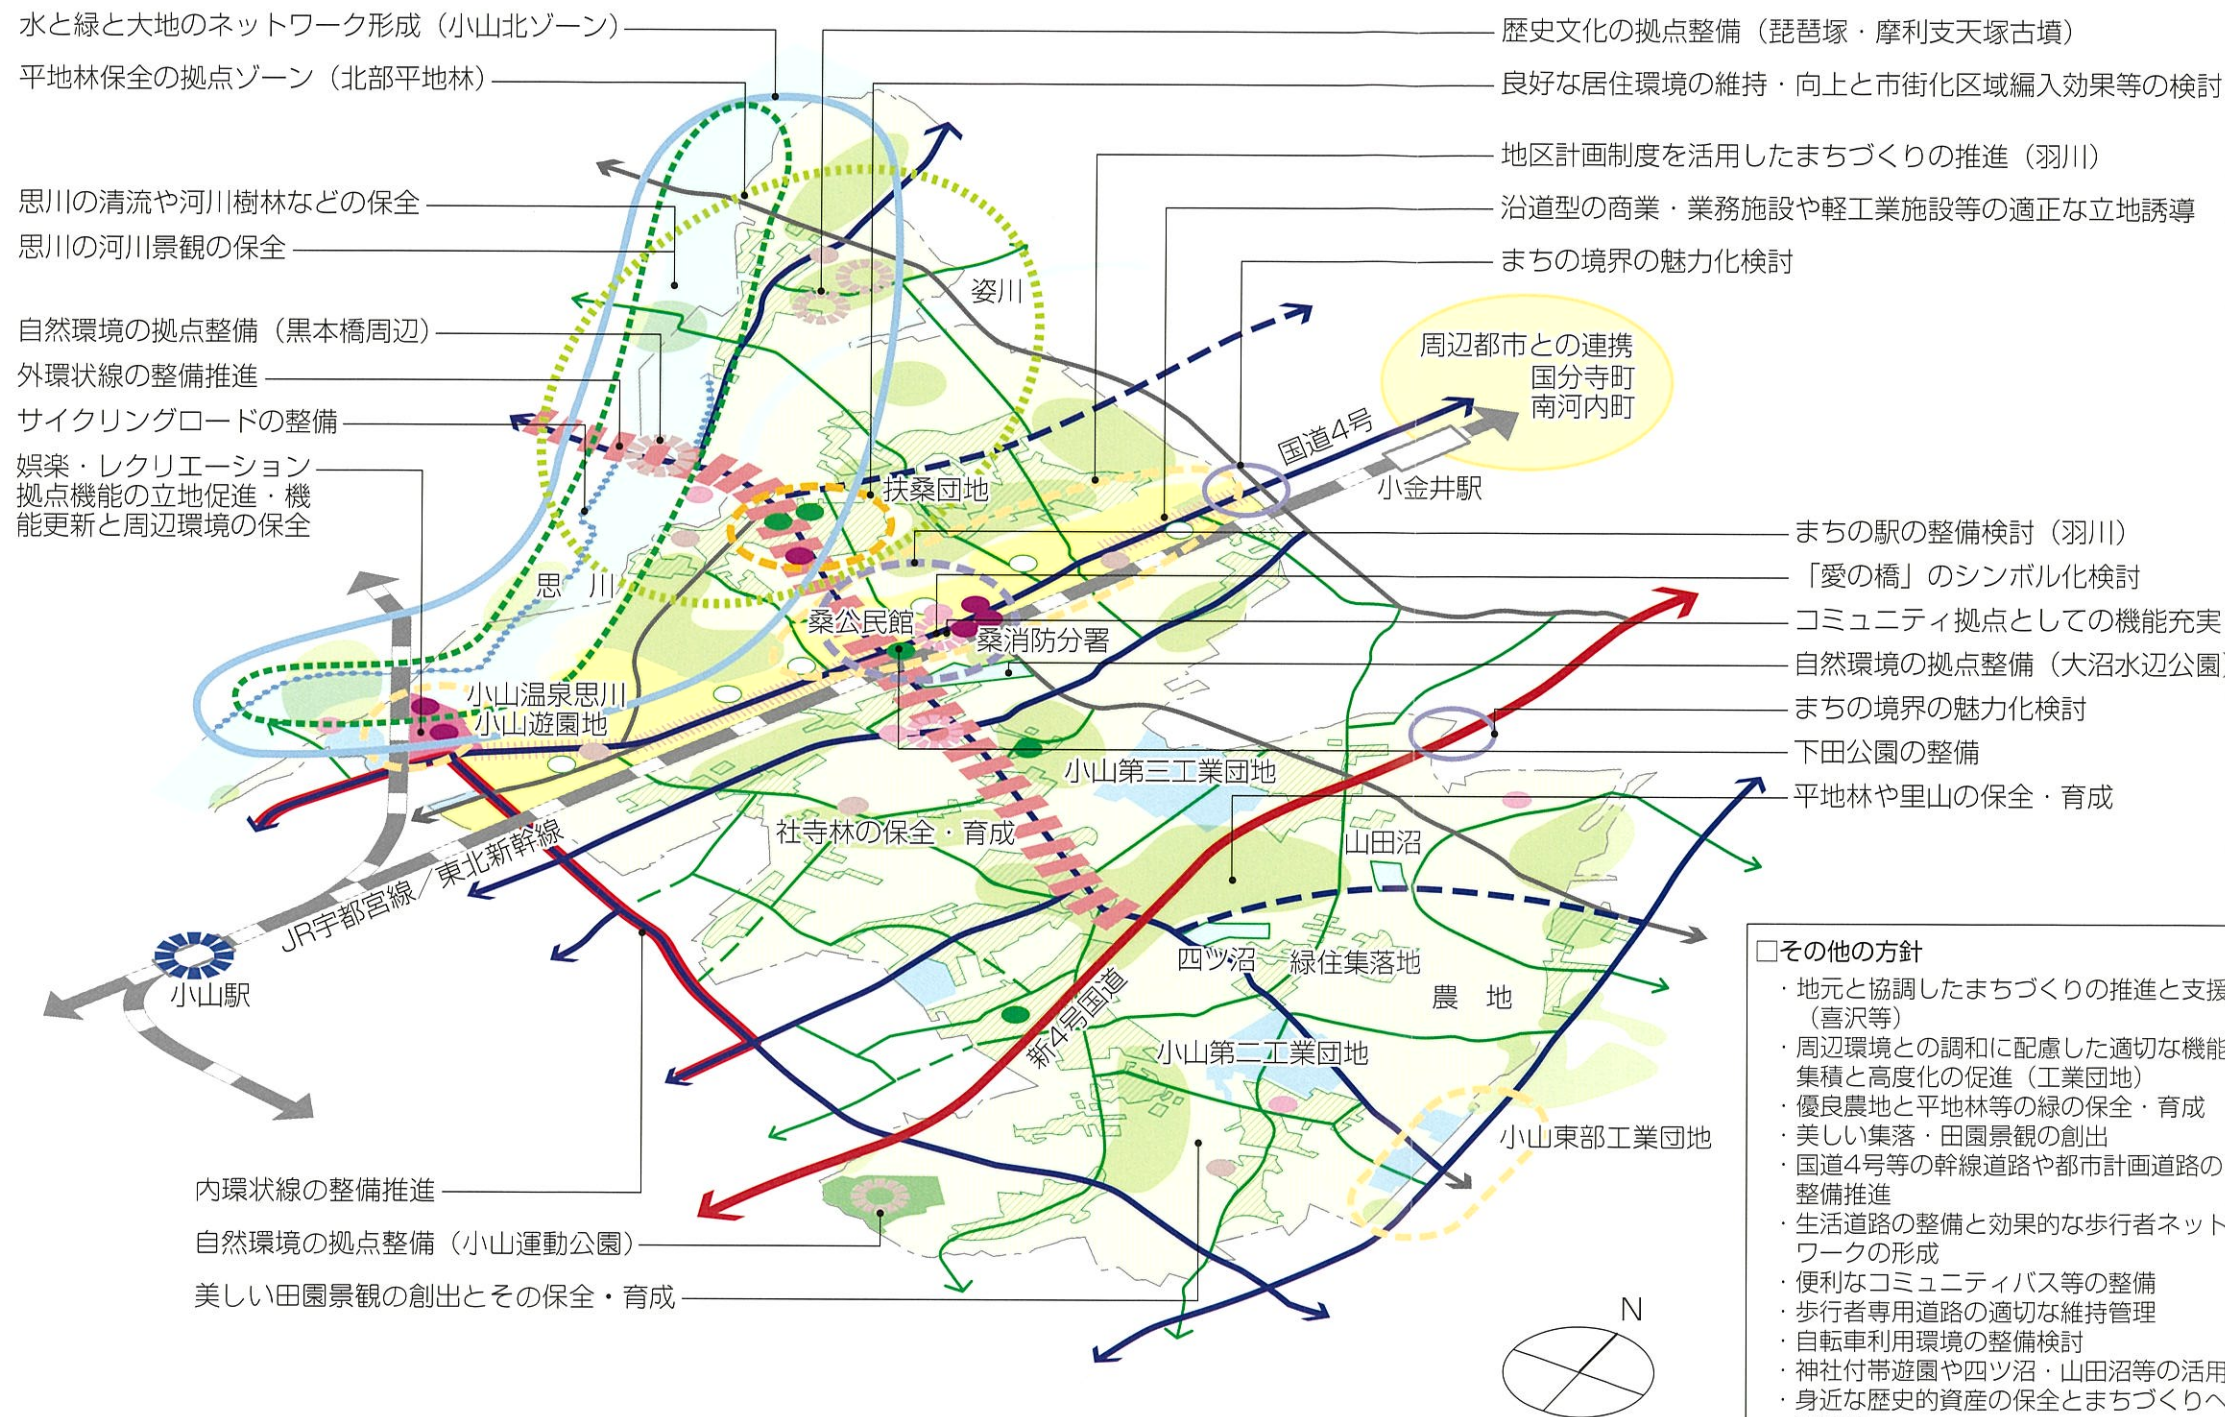 水と緑と大地のネットワーク形成（小山北ゾーン）
平地林保全の拠点ゾーン（北部平地林）
思川の清流や河川樹林などの保全
思川の河川景観の保全
自然環境の拠点整備（黒本橋周辺）
外環状線の整備推進
サイクリングロードの整備
娯楽・レクリエーション
拠点機能の立地促進・機
能更新と周辺環境の保全
歴史文化の拠点整備（琵琶塚・摩利支天塚古墳）
良好な居住環境の維持・向上と市街化区域編入効果等の検討
地区計画制度を活用したまちづくりの推進（羽川）
沿道型の商業・業務施設や軽工業施設等の適正な立地誘導
まちの境界の魅力化検討
姿川
周辺都市との連携
国分寺町
南河内町
国道4号
小金井駅
扶桑団地
まちの駅の整備検討（羽川）
「愛の橋」のシンボル化検討
コミュニティ拠点としての機能充実
自然環境の拠点整備（大沼水辺公園）
まちの境界の魅力化検討
下田公園の整備
平地林や里山の保全・育成
思　川
桑公民館
桑消防分署
小山温泉思川
小山遊園地
小山第三工業団地
社寺林の保全・育成
山田沼
JR宇都宮線／東北新幹線
小山駅
四ツ沼
緑住集落地
農　地
新4号国道
小山第二工業団地
小山東部工業団地
内環状線の整備推進
自然環境の拠点整備（小山運動公園）
美しい田園景観の創出とその保全・育成
N
□その他の方針
・地元と協調したまちづくりの推進と支援
（喜沢等）
・周辺環境との調和に配慮した適切な機能
集積と高度化の促進（工業団地）
・優良農地と平地林等の緑の保全・育成
・美しい集落・田園景観の創出
・国道4号等の幹線道路や都市計画道路の
整備推進
・生活道路の整備と効果的な歩行者ネット
ワークの形成
・便利なコミュニティバス等の整備
・歩行者専用道路の適切な維持管理
・自転車利用環境の整備検討
・神社付帯遊園や四ツ沼・山田沼等の活用
・身近な歴史的資産の保全とまちづくりへ